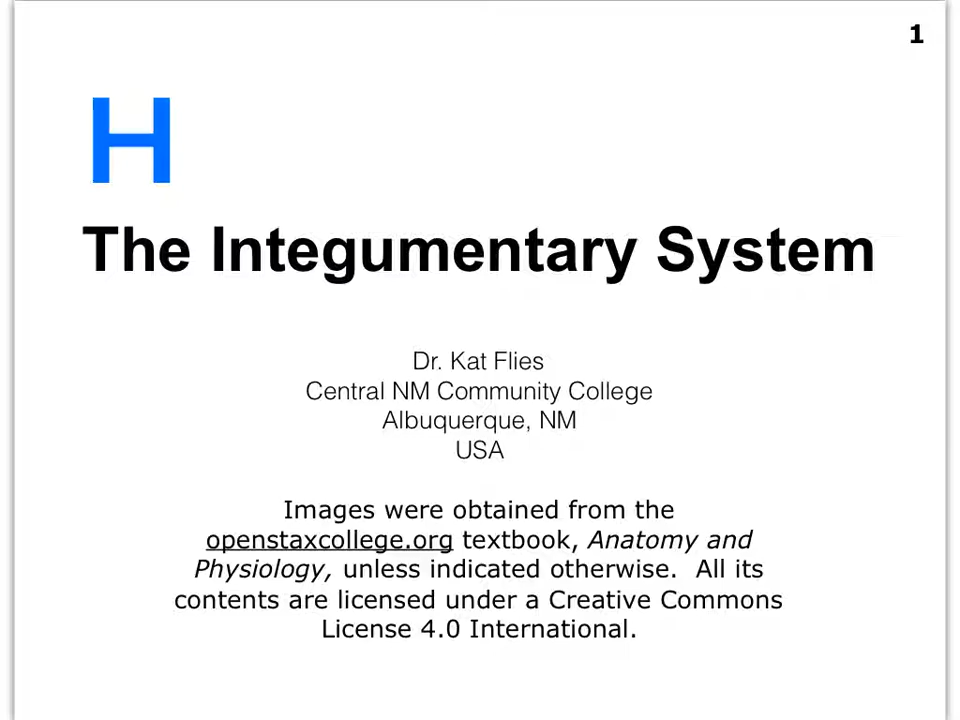 1
H
The Integumentary System
Dr. Kat Flies
Central NM Community College
Albuquerque, NM
USA
Images were obtained from the
openstaxcollege.org textbook, Anatomy and
Physiology, unless indicated otherwise. All its
contents are licensed under a Creative Commons
License 4.0 International.